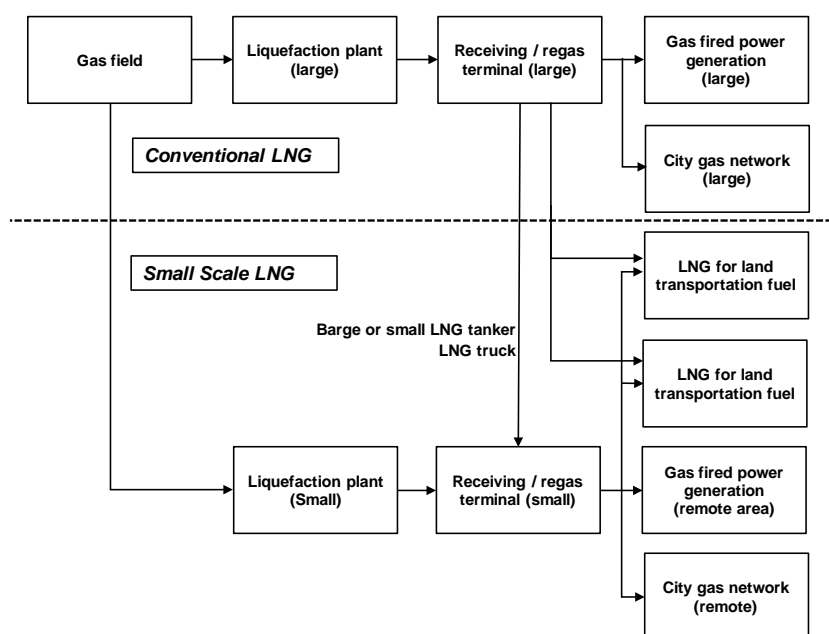 Gas field
Liquefaction plant
(large)
Receiving / regas
terminal (large)
Gas fired power
generation
(large)
Conventional LNG
City gas network
(large)
Small Scale LNG
LNG for land
transportation fuel
Barge or small LNG tanker
LNG truck
LNG for land
transportation fuel
Liquefaction plant
(Small)
Receiving / regas
terminal (small)
Gas fired power
generation
(remote area)
City gas network
(remote)